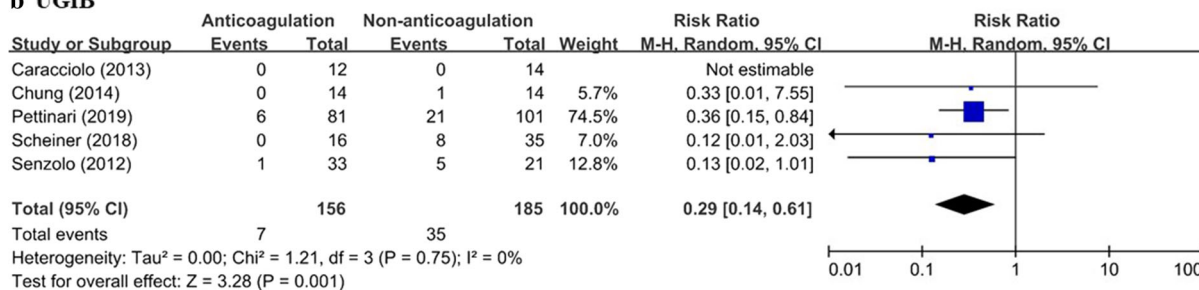 b UGIB
Anticoagulation Non-anticoagulation Risk Ratio Risk Ratio
Study or Subgroup Events Total Events Total Weight M-H, Random, 95% CI M-H, Random, 95% CI
Caracciolo (2013) 0 12 0 14 Not estimable
Chung (2014) 0 14 1 14 5.7% 0.33 [0.01, 7.55]
Pettinari (2019) 6 81 21 101 74.5% 0.36 [0.15, 0.84]
Scheiner (2018) 0 16 8 35 7.0% 0.12 [0.01, 2.03]
Senzolo (2012) 1 33 5 21 12.8% 0.13 [0.02, 1.01]
Total (95% CI) 156 185 100.0% 0.29 [0.14, 0.61]
Total events 7 35
Heterogeneity: Tau² = 0.00; Chi² = 1.21, df = 3 (P = 0.75); I² = 0%
Test for overall effect: Z = 3.28 (P = 0.001)
0.01 0.1 1 10 100